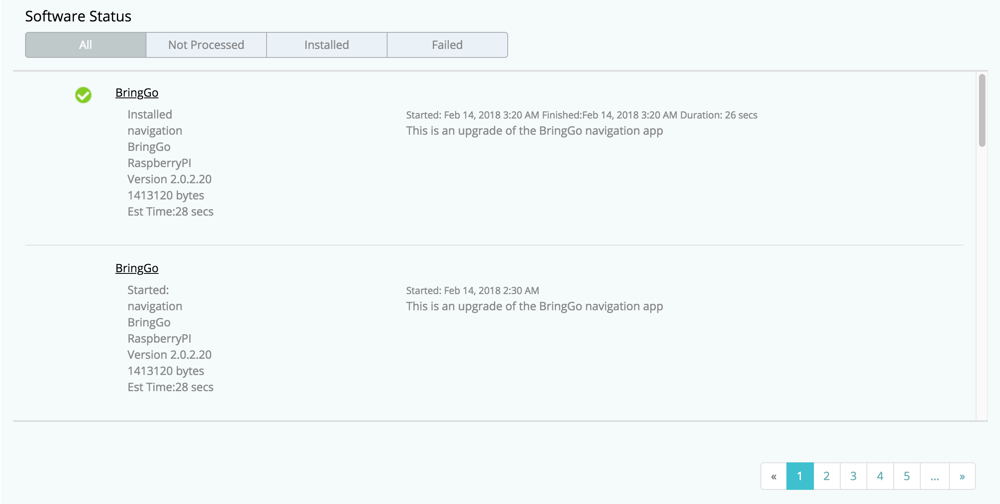 Software Status
All Not Processed Installed Failed
BringGo
Installed
Started: Feb 14, 2018 3:20 AM Finished:Feb 14, 2018 3:20 AM Duration: 26 secs
navigation
This is an upgrade of the BringGo navigation app
BringGo
RaspberryPI
Version 2.0.2.20
1413120 bytes
Est Time:28 secs
BringGo
Started:
Started: Feb 14, 2018 2:30 AM
navigation
This is an upgrade of the BringGo navigation app
BringGo
RaspberryPI
Version 2.0.2.20
1413120 bytes
Est Time:28 secs
« 1 2 3 4 5 ... »